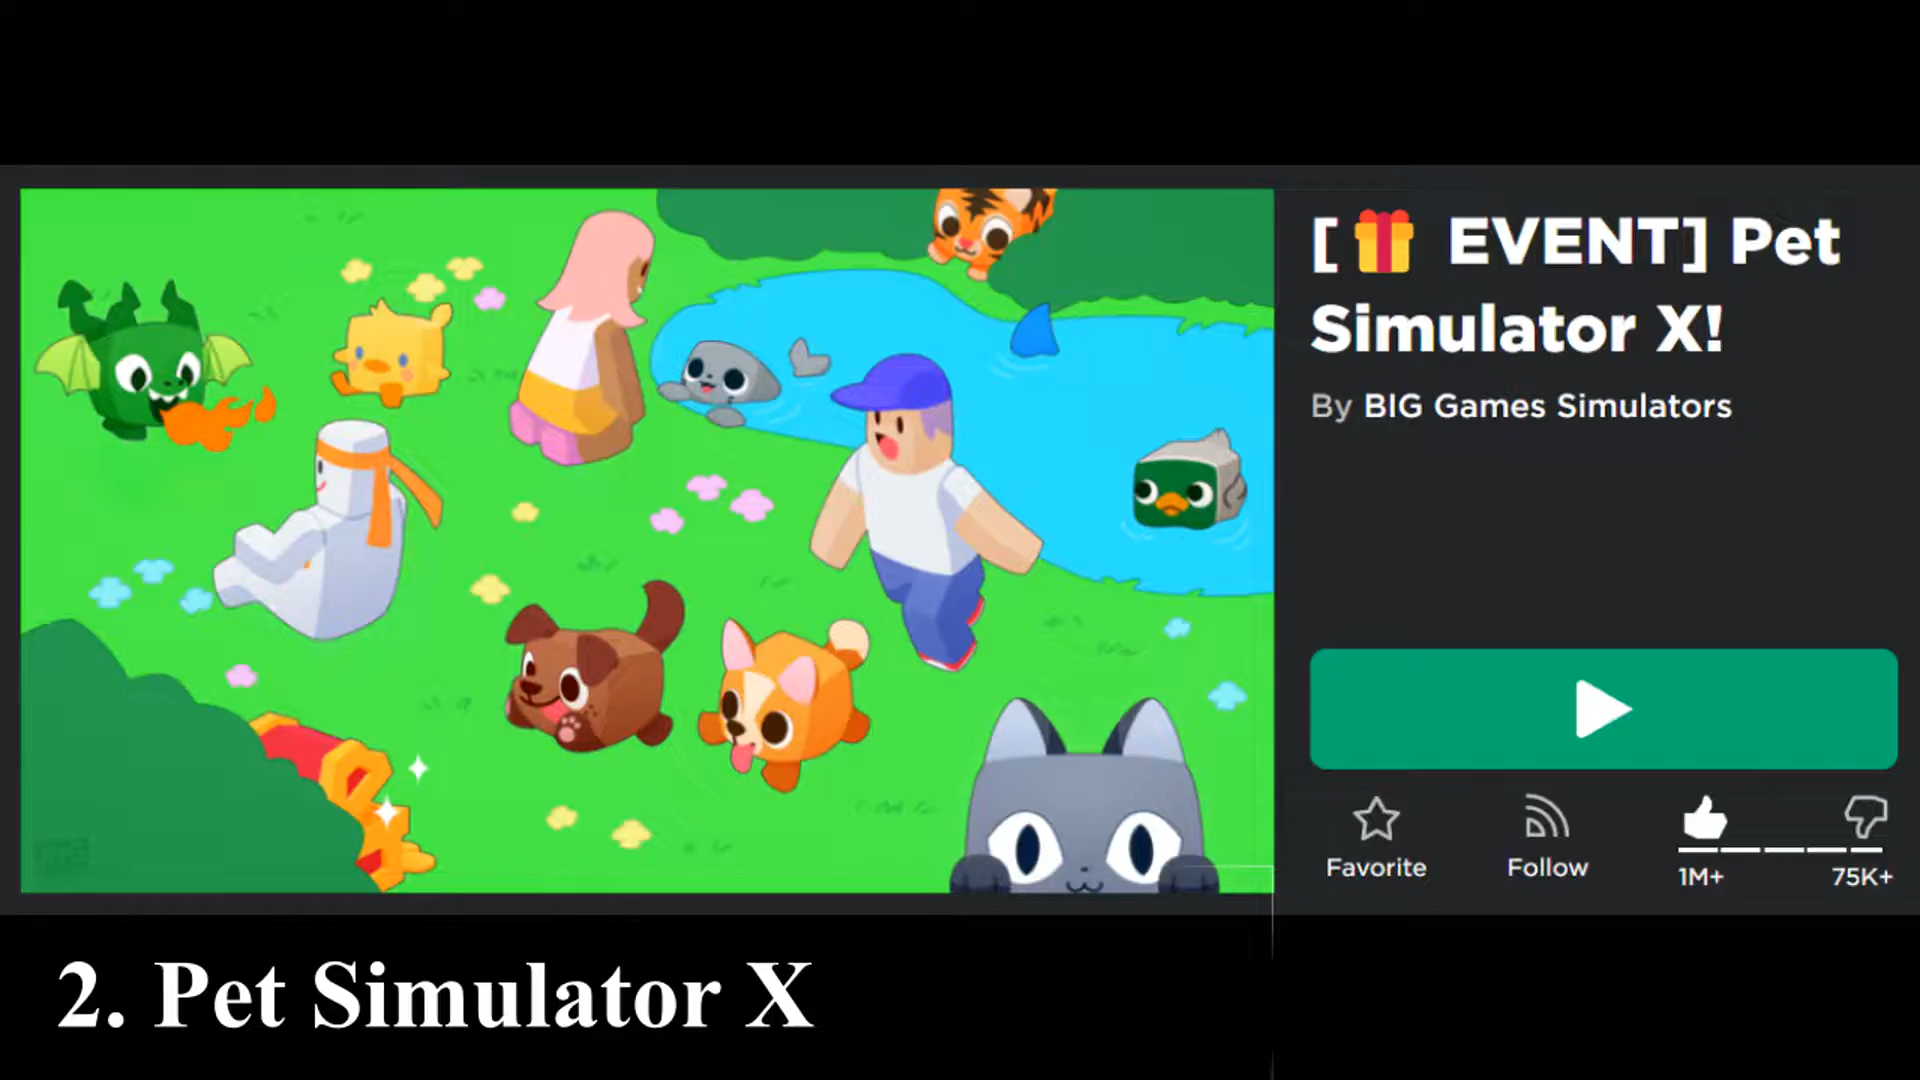 [🎁 EVENT] Pet
Simulator X!
By BIG Games Simulators
Favorite
Follow
1M+
75K+
2. Pet Simulator X